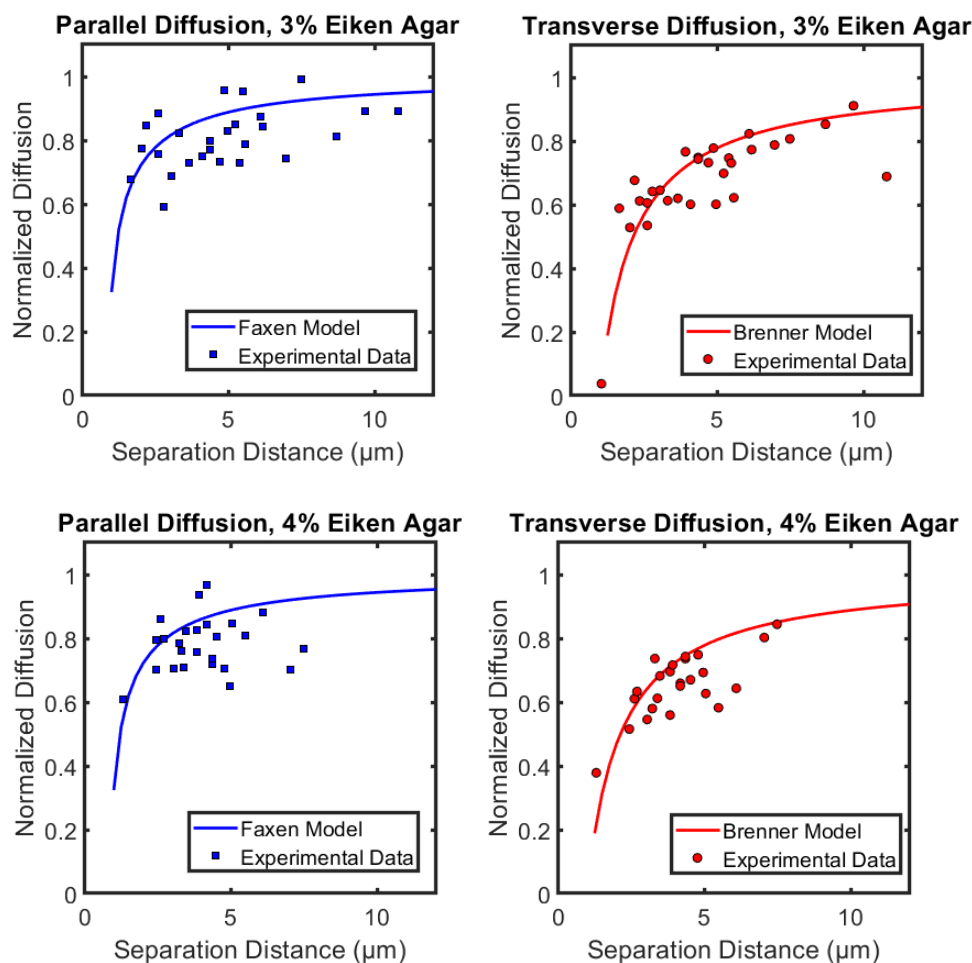 Parallel Diffusion, 3% Eiken Agar
Normalized Diffusion
1
0.8
0.6
0.4
0.2
0
Faxen Model
Experimental Data
0 5 10
Separation Distance (µm)
Transverse Diffusion, 3% Eiken Agar
Normalized Diffusion
1
0.8
0.6
0.4
0.2
0
Brenner Model
Experimental Data
0 5 10
Separation Distance (µm)
Parallel Diffusion, 4% Eiken Agar
Normalized Diffusion
1
0.8
0.6
0.4
0.2
0
Faxen Model
Experimental Data
0 5 10
Separation Distance (µm)
Transverse Diffusion, 4% Eiken Agar
Normalized Diffusion
1
0.8
0.6
0.4
0.2
0
Brenner Model
Experimental Data
0 5 10
Separation Distance (µm)